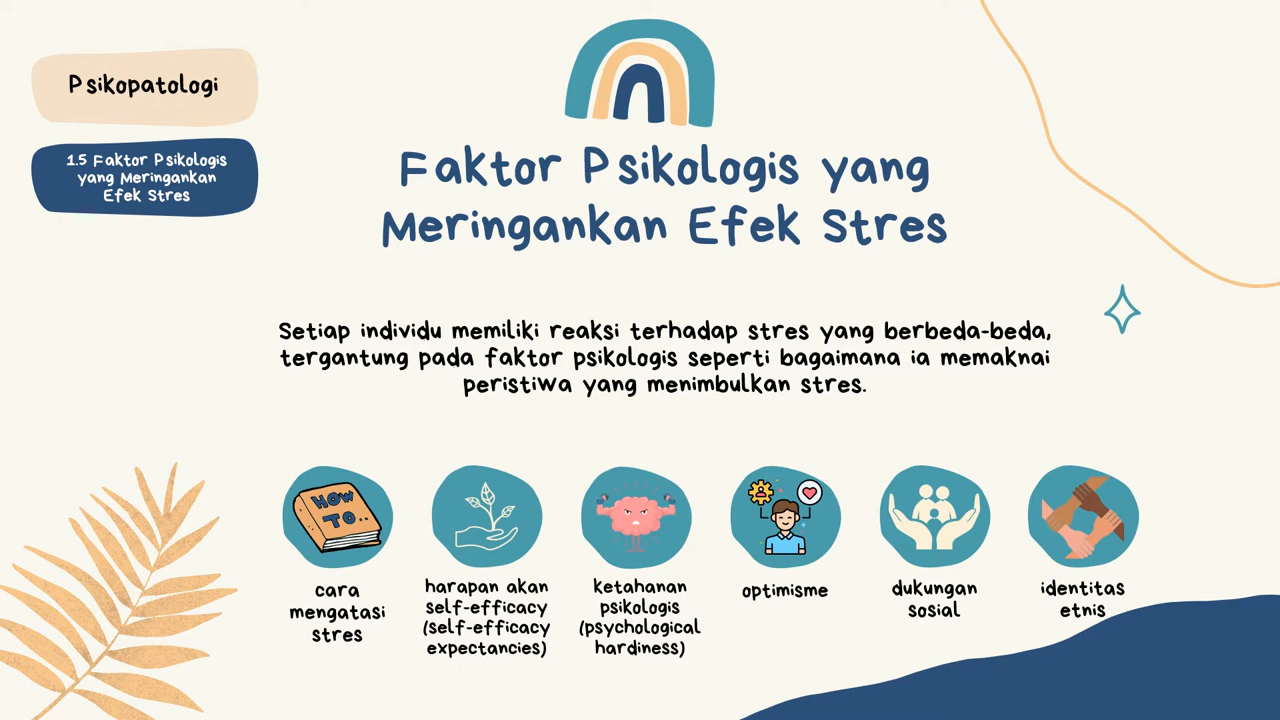 Psikopatologi
1.5 Faktor Psikologis
yang Meringankan
Efek Stres
Faktor Psikologis yang
Meringankan Efek Stres
Setiap individu memiliki reaksi terhadap stres yang berbeda-beda,
tergantung pada faktor psikologis seperti bagaimana ia memaknai
peristiwa yang menimbulkan stres.
HOW
TO..
cara
mengatasi
stres
harapan akan
self-efficacy
(self-efficacy
expectancies)
ketahanan
psikologis
(psychological
hardiness)
optimisme
dukungan
sosial
identitas
etnis